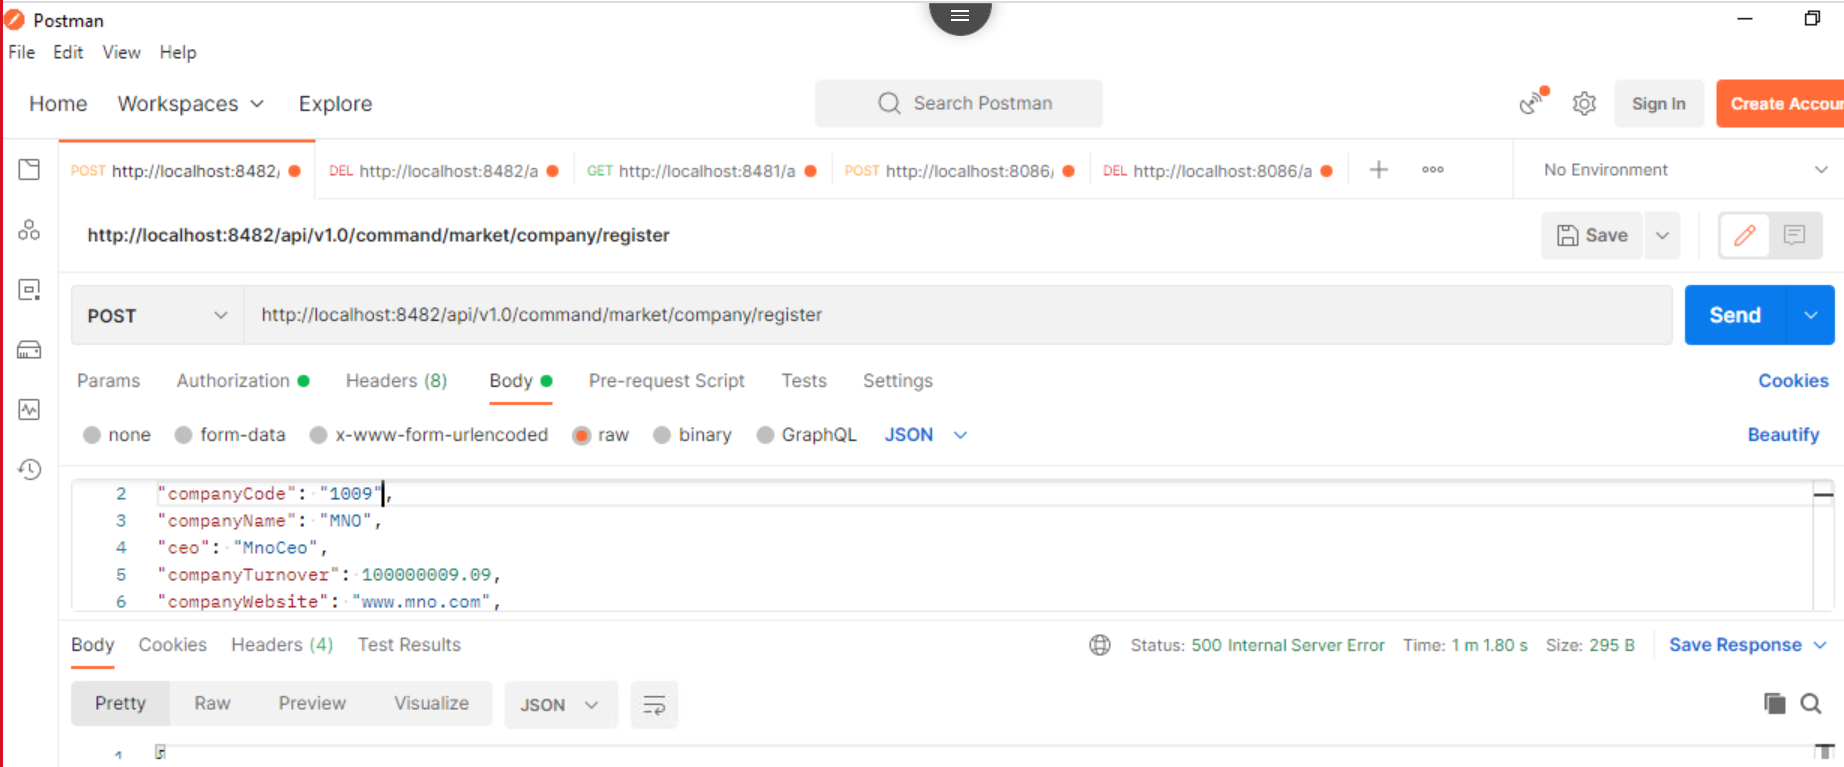 Postman
File Edit View Help
Home Workspaces Explore Search Postman Sign In Create Accou
POST http://localhost:8482/ DEL http://localhost:8482/a GET http://localhost:8481/a POST http://localhost:8086/ DEL http://localhost:8086/a + ooo No Environment
http://localhost:8482/api/v1.0/command/market/company/register Save
POST http://localhost:8482/api/v1.0/command/market/company/register Send
Params Authorization Headers (8) Body Pre-request Script Tests Settings Cookies
none form-data x-www-form-urlencoded raw binary GraphQL JSON Beautify
2 "companyCode": "1009",
3 "companyName": "MNO",
4 "ceo": "MnoCeo",
5 "companyTurnover": 100000009.09,
6 "companyWebsite": "www.mno.com",
Body Cookies Headers (4) Test Results Status: 500 Internal Server Error Time: 1 m 1.80 s Size: 295 B Save Response
Pretty Raw Preview Visualize JSON
1